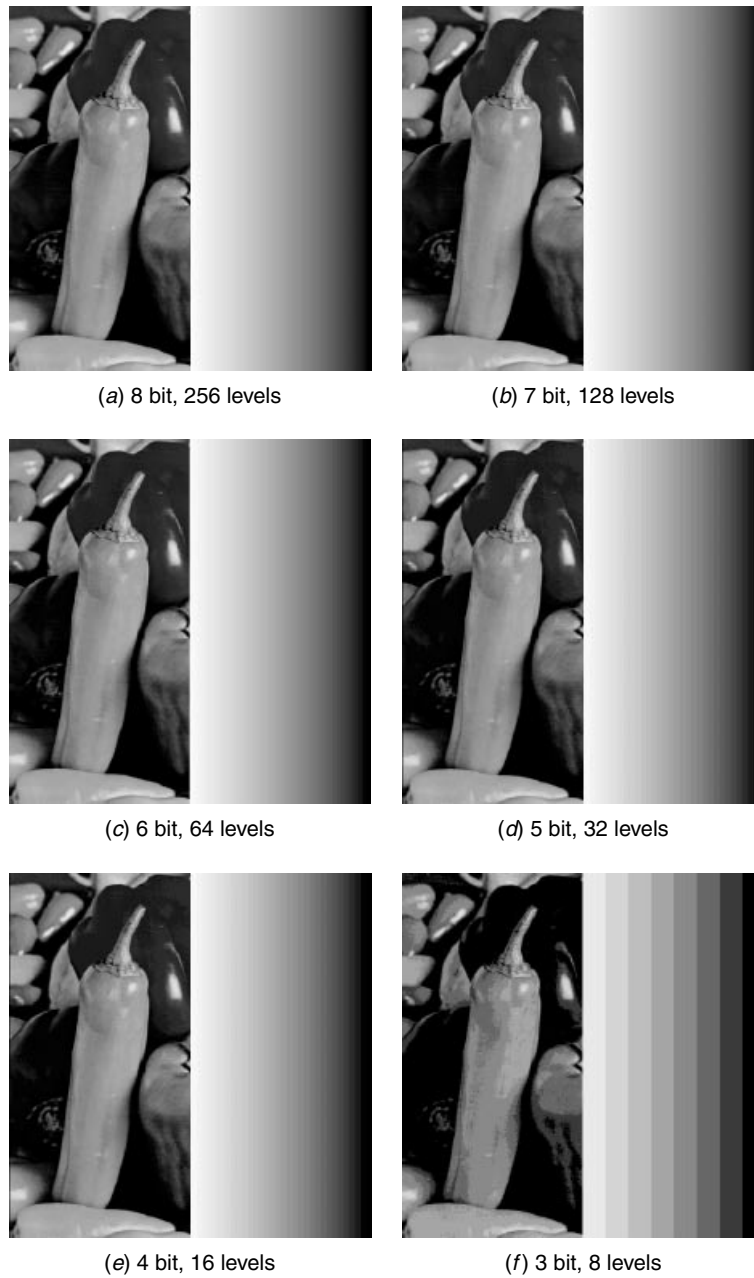 (a) 8 bit, 256 levels
(b) 7 bit, 128 levels
(c) 6 bit, 64 levels
(d) 5 bit, 32 levels
(e) 4 bit, 16 levels
(f) 3 bit, 8 levels